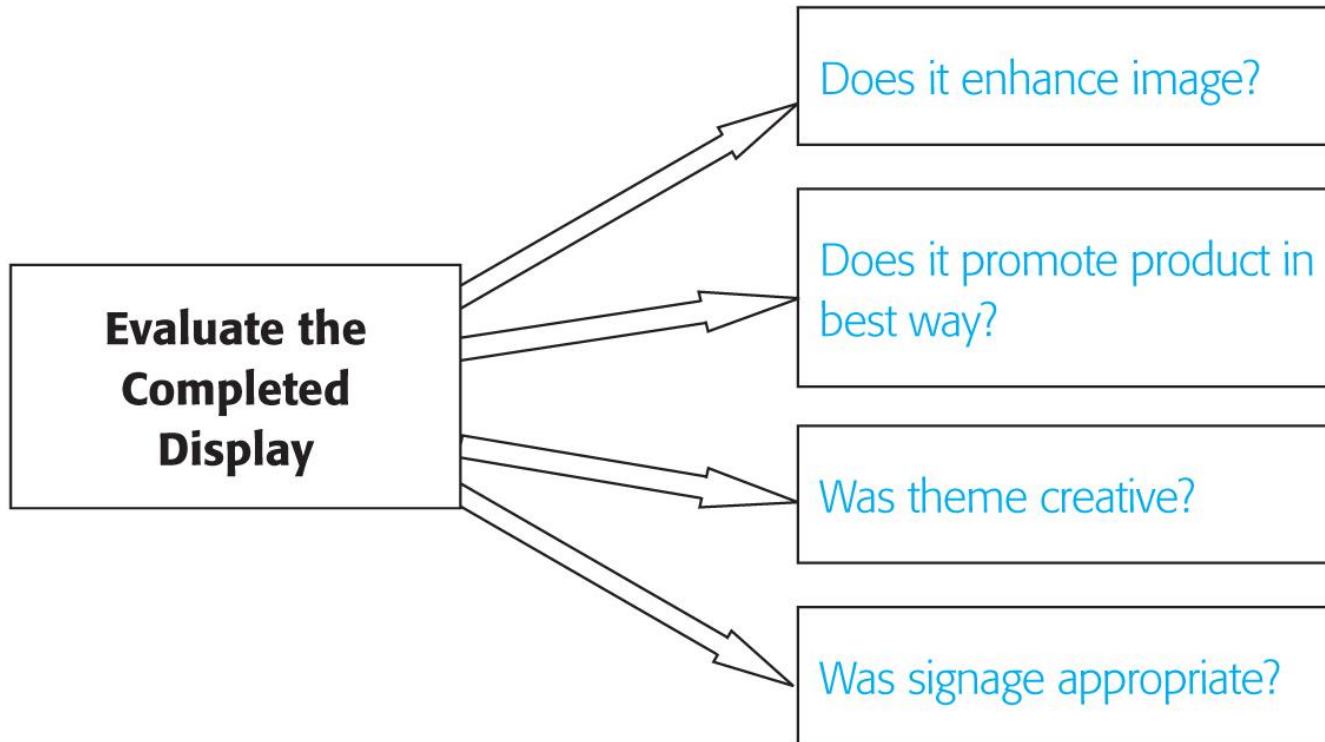 Evaluate the
Completed
Display
Does it enhance image?
Does it promote product in
best way?
Was theme creative?
Was signage appropriate?